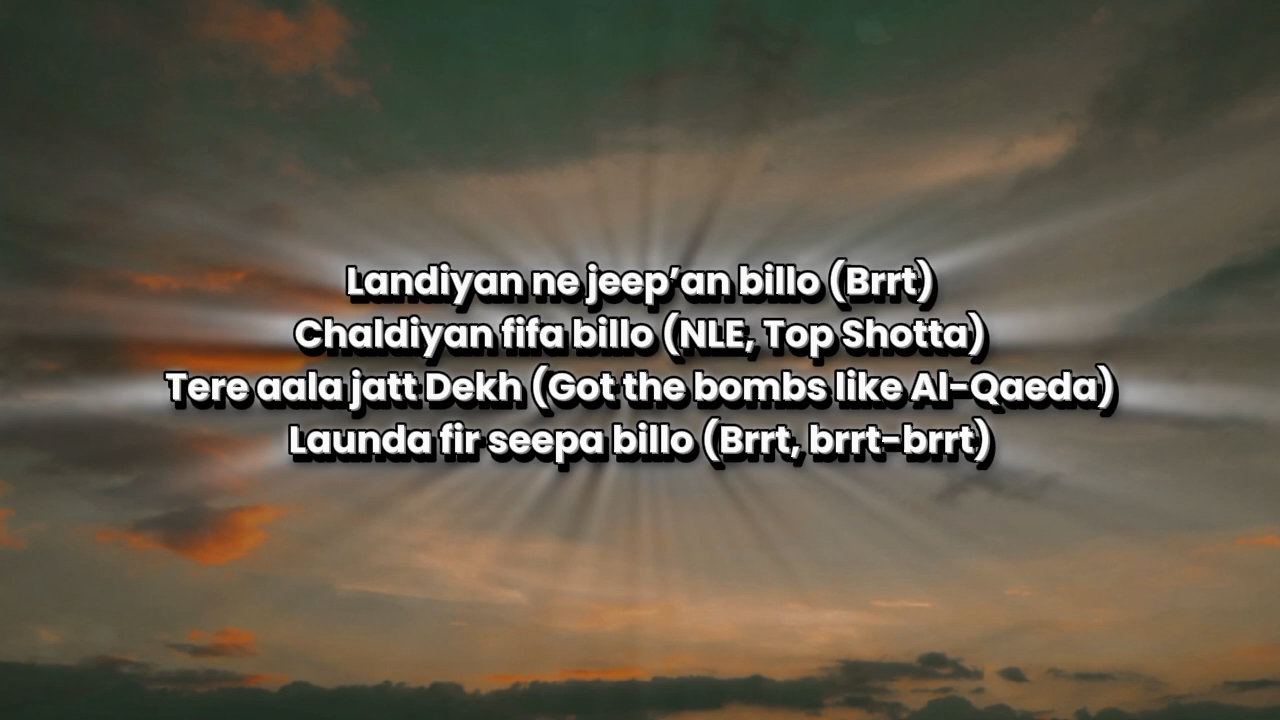 Landiyan ne jeep’an billo (Brrt)
Chaldiyan fifa billo (NLE, Top Shotta)
Tere aala jatt Dekh (Got the bombs like Al-Qaeda)
Launda fir seepa billo (Brrt, brrt-brrt)